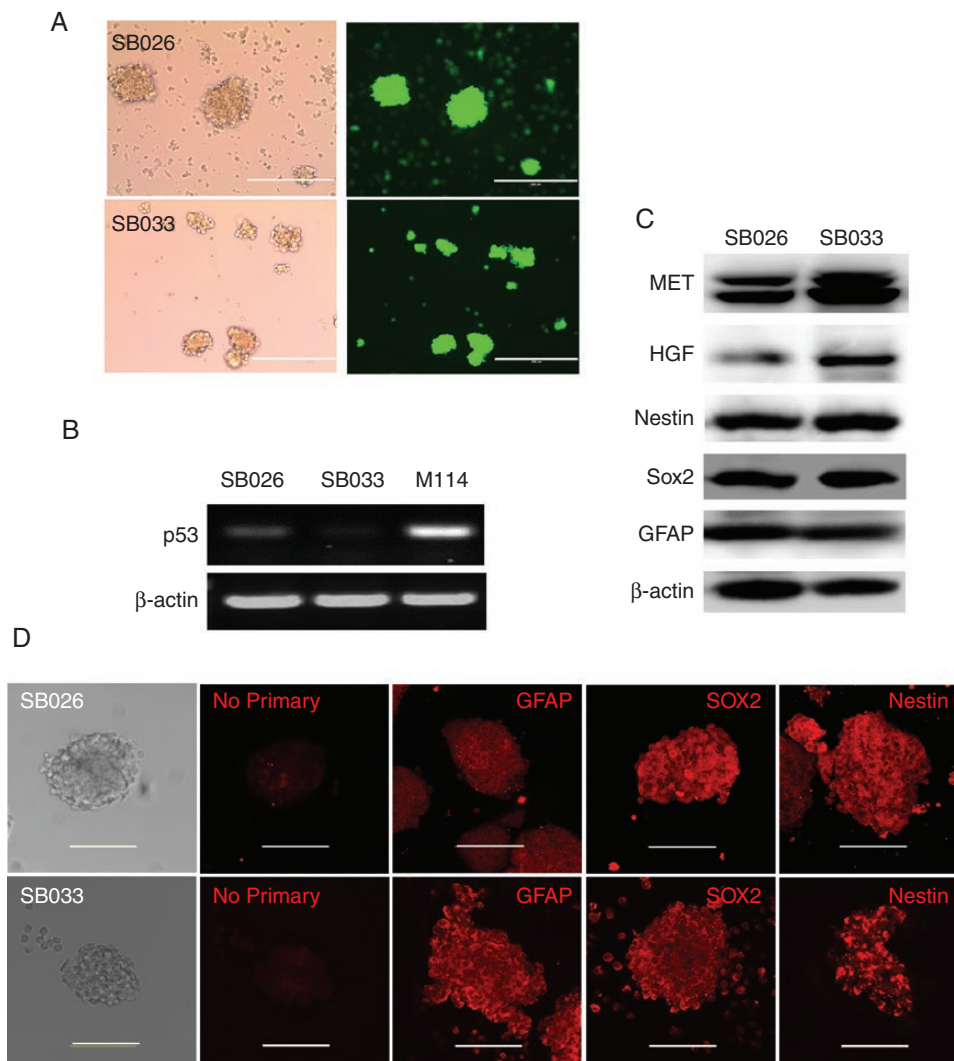 A
SB026
SB033
C
SB026 SB033
MET
HGF
Nestin
Sox2
GFAP
β-actin
B
SB026 SB033 M114
p53
β-actin
D
SB026 No Primary GFAP SOX2 Nestin
SB033 No Primary GFAP SOX2 Nestin